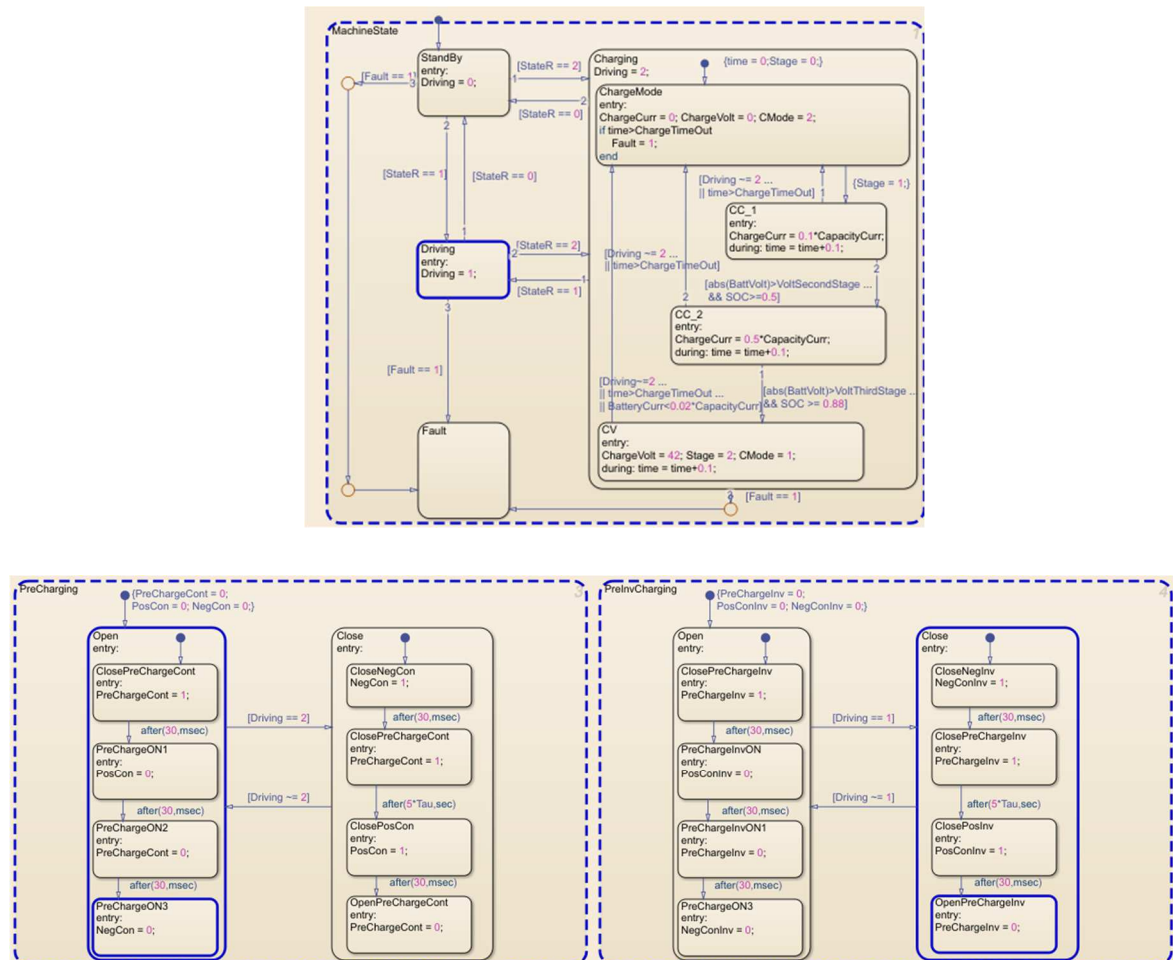 MachineState
1
StandBy
entry:
Driving = 0;
[Fault == 1]
3
1
[StateR == 2]
2
[StateR == 0]
2
[StateR == 1]
[StateR == 0]
1
Driving
entry:
Driving = 1;
2
[StateR == 2]
1
[StateR == 1]
3
[Fault == 1]
Fault
Charging
Driving = 2;
{time = 0;Stage = 0;}
ChargeMode
entry:
ChargeCurr = 0; ChargeVolt = 0; CMode = 2;
if time>ChargeTimeOut
Fault = 1;
end
[Driving ~= 2 ...
|| time>ChargeTimeOut]
1
{Stage = 1;}
CC_1
entry:
ChargeCurr = 0.1*CapacityCurr;
during: time = time+0.1;
2
[Driving ~= 2 ...
|| time>ChargeTimeOut]
[abs(BattVolt)>VoltSecondStage ...
&& SOC>=0.5]
2
CC_2
entry:
ChargeCurr = 0.5*CapacityCurr;
during: time = time+0.1;
1
[Driving~=2 ...
|| time>ChargeTimeOut ...
|| BatteryCurr<0.02*CapacityCurr]
[abs(BattVolt)>VoltThirdStage ...
&& SOC >= 0.88]
CV
entry:
ChargeVolt = 42; Stage = 2; CMode = 1;
during: time = time+0.1;
3
[Fault == 1]
PreCharging
3
{PreChargeCont = 0;
PosCon = 0; NegCon = 0;}
Open
entry:
ClosePreChargeCont
entry:
PreChargeCont = 1;
after(30,msec)
PreChargeON1
entry:
PosCon = 0;
after(30,msec)
PreChargeON2
entry:
PreChargeCont = 0;
after(30,msec)
PreChargeON3
entry:
NegCon = 0;
[Driving == 2]
[Driving ~= 2]
Close
entry:
CloseNegCon
NegCon = 1;
after(30,msec)
ClosePreChargeCont
entry:
PreChargeCont = 1;
after(5*Tau,sec)
ClosePosCon
entry:
PosCon = 1;
after(30,msec)
OpenPreChargeCont
entry:
PreChargeCont = 0;
PreInvCharging
4
{PreChargeInv = 0;
PosConInv = 0; NegConInv = 0;}
Open
entry:
ClosePreChargeInv
entry:
PreChargeInv = 1;
after(30,msec)
PreChargeInvON
entry:
PosConInv = 0;
after(30,msec)
PreChargeInvON1
entry:
PreChargeInv = 0;
after(30,msec)
PreChargeON3
entry:
NegConInv = 0;
[Driving == 1]
[Driving ~= 1]
Close
entry:
CloseNegInv
NegConInv = 1;
after(30,msec)
ClosePreChargeInv
entry:
PreChargeInv = 1;
after(5*Tau,sec)
ClosePosInv
entry:
PosConInv = 1;
after(30,msec)
OpenPreChargeInv
entry:
PreChargeInv = 0;